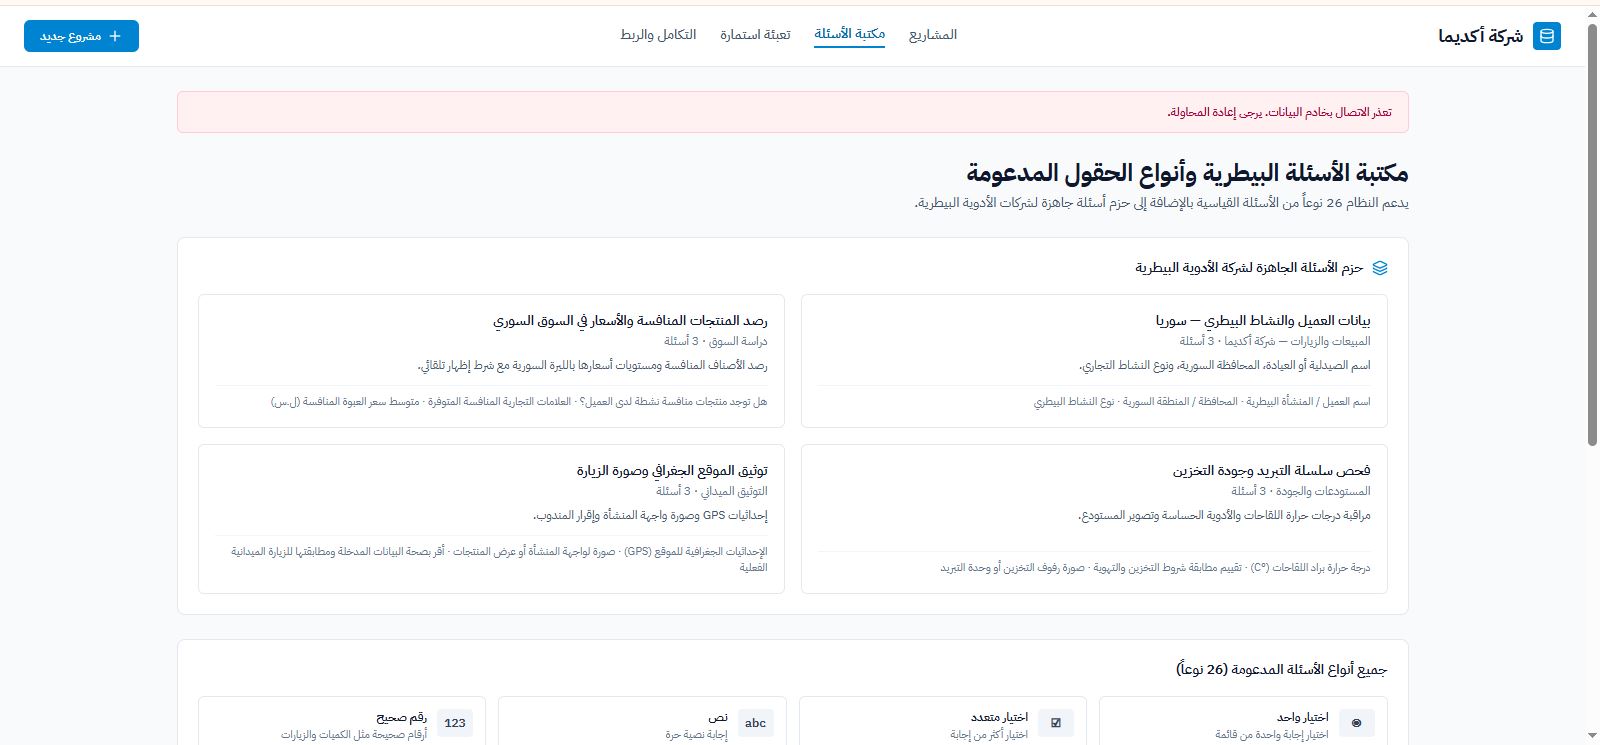 شركة أكديما
المشاريع
مكتبة الأسئلة
تعبئة استمارة
التكامل والربط
مشروع جديد
تعذر الاتصال بخادم البيانات. يرجى إعادة المحاولة.
مكتبة الأسئلة البيطرية وأنواع الحقول المدعومة
يدعم النظام 26 نوعاً من الأسئلة القياسية بالإضافة إلى حزم أسئلة جاهزة لشركات الأدوية البيطرية.
حزم الأسئلة الجاهزة لشركة الأدوية البيطرية
بيانات العميل والنشاط البيطري — سوريا
المبيعات والزيارات — شركة أكديما · 3 أسئلة
اسم الصيدلية أو العيادة، المحافظة السورية، ونوع النشاط التجاري.
اسم العميل / المنشأة البيطرية · المحافظة / المنطقة السورية · نوع النشاط البيطري
رصد المنتجات المنافسة والأسعار في السوق السوري
دراسة السوق · 3 أسئلة
رصد الأصناف المنافسة ومستويات أسعارها بالليرة السورية مع شرط إظهار تلقائي.
هل توجد منتجات منافسة نشطة لدى العميل؟ · العلامات التجارية المنافسة المتوفرة · متوسط سعر العبوة المنافسة (ل.س)
فحص سلسلة التبريد وجودة التخزين
المستودعات والجودة · 3 أسئلة
مراقبة درجات حرارة اللقاحات والأدوية الحساسة وتصوير المستودع.
درجة حرارة براد اللقاحات (°C) · تقييم مطابقة شروط التخزين والتهوية · صورة رفوف التخزين أو وحدة التبريد
توثيق الموقع الجغرافي وصورة الزيارة
التوثيق الميداني · 3 أسئلة
إحداثيات GPS وصورة واجهة المنشأة وإقرار المندوب.
الإحداثيات الجغرافية للموقع (GPS) · صورة لواجهة المنشأة أو عرض المنتجات · أقر بصحة البيانات المدخلة ومطابقتها للزيارة الميدانية
الفعلية
جميع أنواع الأسئلة المدعومة (26 نوعاً)
اختيار واحد
اختيار إجابة واحدة من قائمة
اختيار متعدد
اختيار أكثر من إجابة
abc
نص
إجابة نصية حرة
123
رقم صحيح
أرقام صحيحة مثل الكميات والزيارات